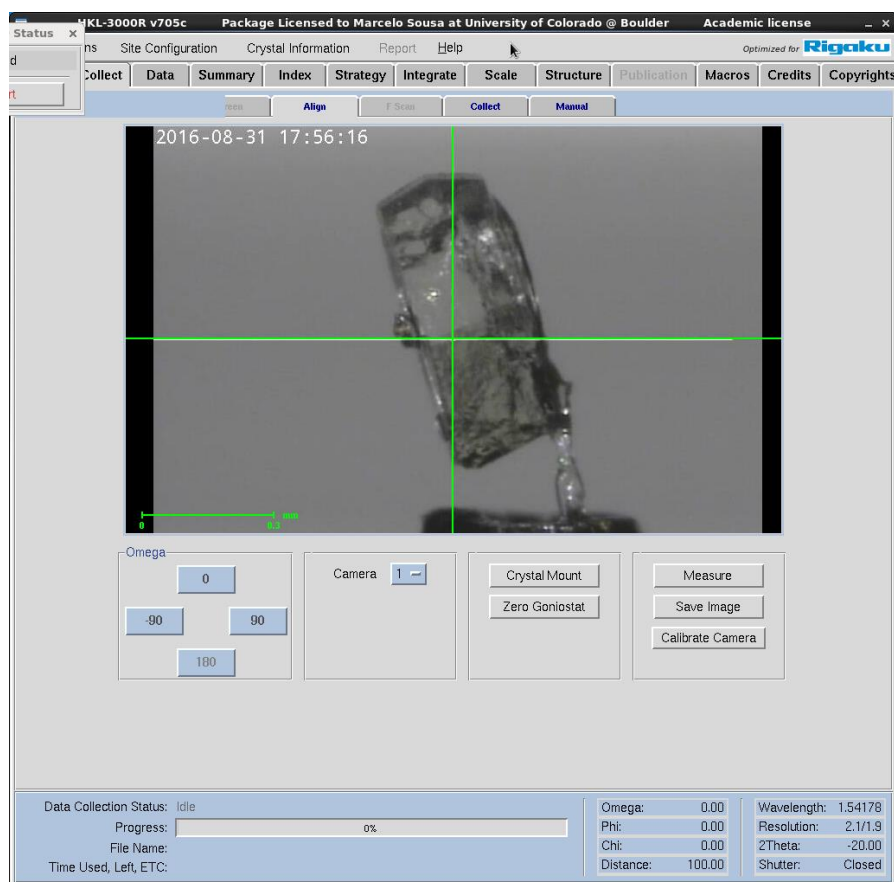 HKL-3000R v705c Package Licensed to Marcelo Sousa at University of Colorado @ Boulder Academic license
Status x
Site Configuration Crystal Information Report Help Optimized for Rigaku
Collect Data Summary Index Strategy Integrate Scale Structure Publication Macros Credits Copyrights
Align F Scan Collect Manual
2016-08-31 17:56:16
mm
0 0.3
Omega
0
-90 90
180
Camera 1
Crystal Mount
Zero Goniostat
Measure
Save Image
Calibrate Camera
Data Collection Status: Idle
Progress: 0%
File Name:
Time Used, Left, ETC:
Omega: 0.00
Phi: 0.00
Chi: 0.00
Distance: 100.00
Wavelength: 1.54178
Resolution: 2.1/1.9
2Theta: -20.00
Shutter: Closed